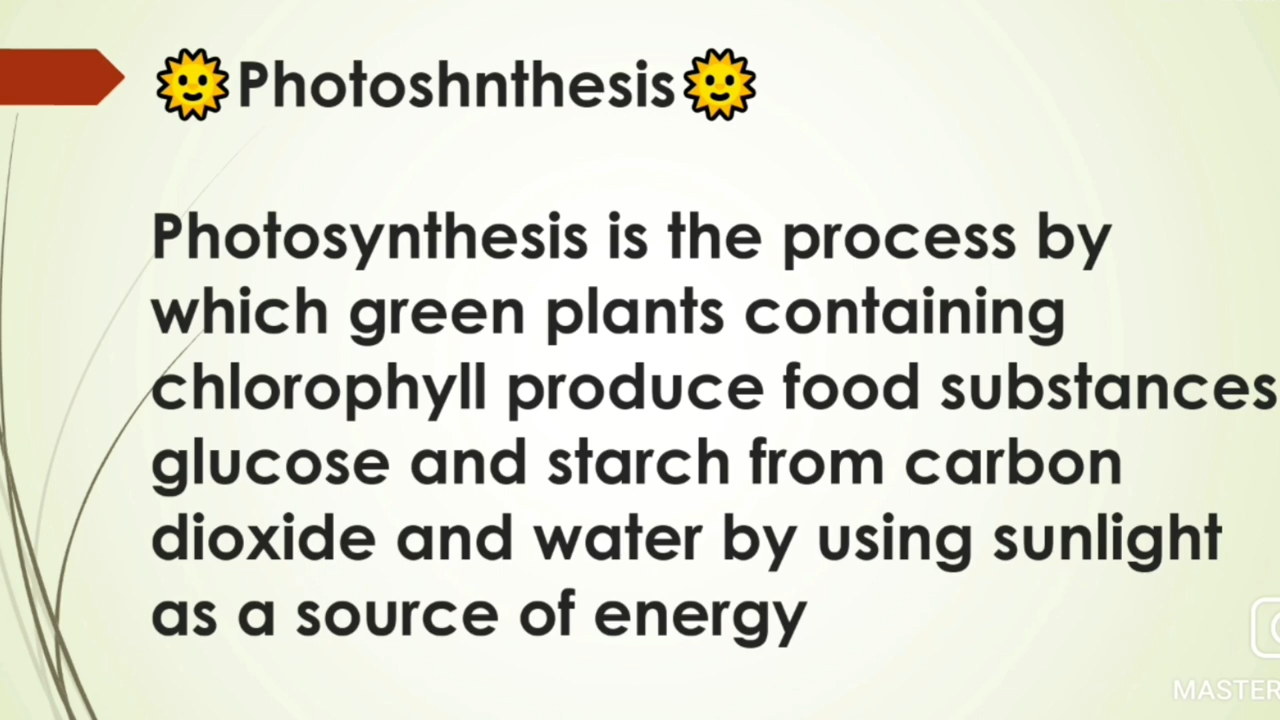 🌞Photoshnthesis🌞
Photosynthesis is the process by
which green plants containing
chlorophyll produce food substances
glucose and starch from carbon
dioxide and water by using sunlight
as a source of energy
MASTER